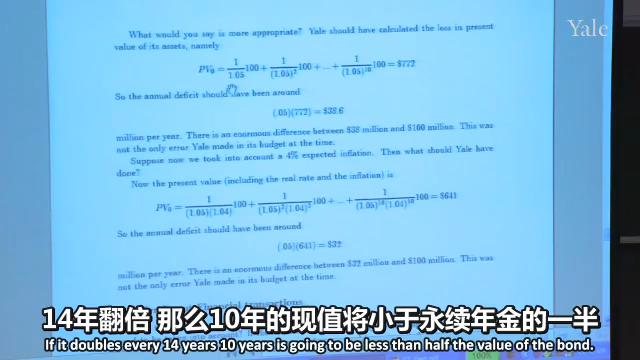 Yale
What would you say is more appropriate? Yale should have calculated the loss in present
value of its assets, namely
PV₀ = 1/1.05 100 + 1/(1.05)² 100 + ... + 1/(1.05)¹⁰ 100 = $772
So the annual deficit should have been around
(.05)(772) = $38.6
million per year. There is an enormous difference between $38 million and $100 million. This was
not the only error Yale made in its budget at the time.
Suppose now we took into account a 4% expected inflation. Then what should Yale have
done?
Now the present value (including the real rate and the inflation) is
PV₀ = 1/(1.05)(1.04) 100 + 1/(1.05)²(1.04)² 100 + ... + 1/(1.05)¹⁰(1.04)¹⁰ 100 = $641
So the annual deficit should have been around
(.05)(641) = $32
million per year. There is an enormous difference between $32 million and $100 million. This was
not the only error Yale made in its budget at the time.
Financial transactions
14年翻倍 那么10年的现值将小于永续年金的一半
If it doubles every 14 years 10 years is going to be less than half the value of the bond.